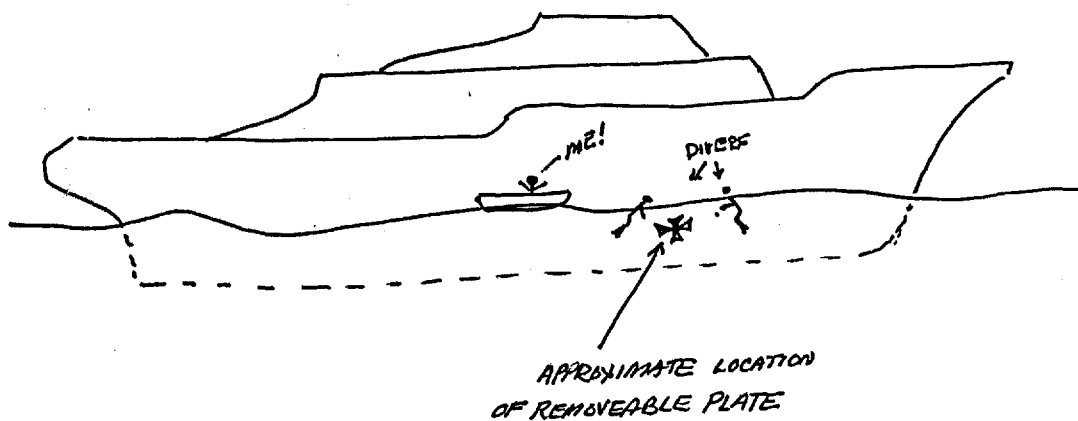 ME!
DIVERS
APPROXIMATE LOCATION
OF REMOVEABLE PLATE